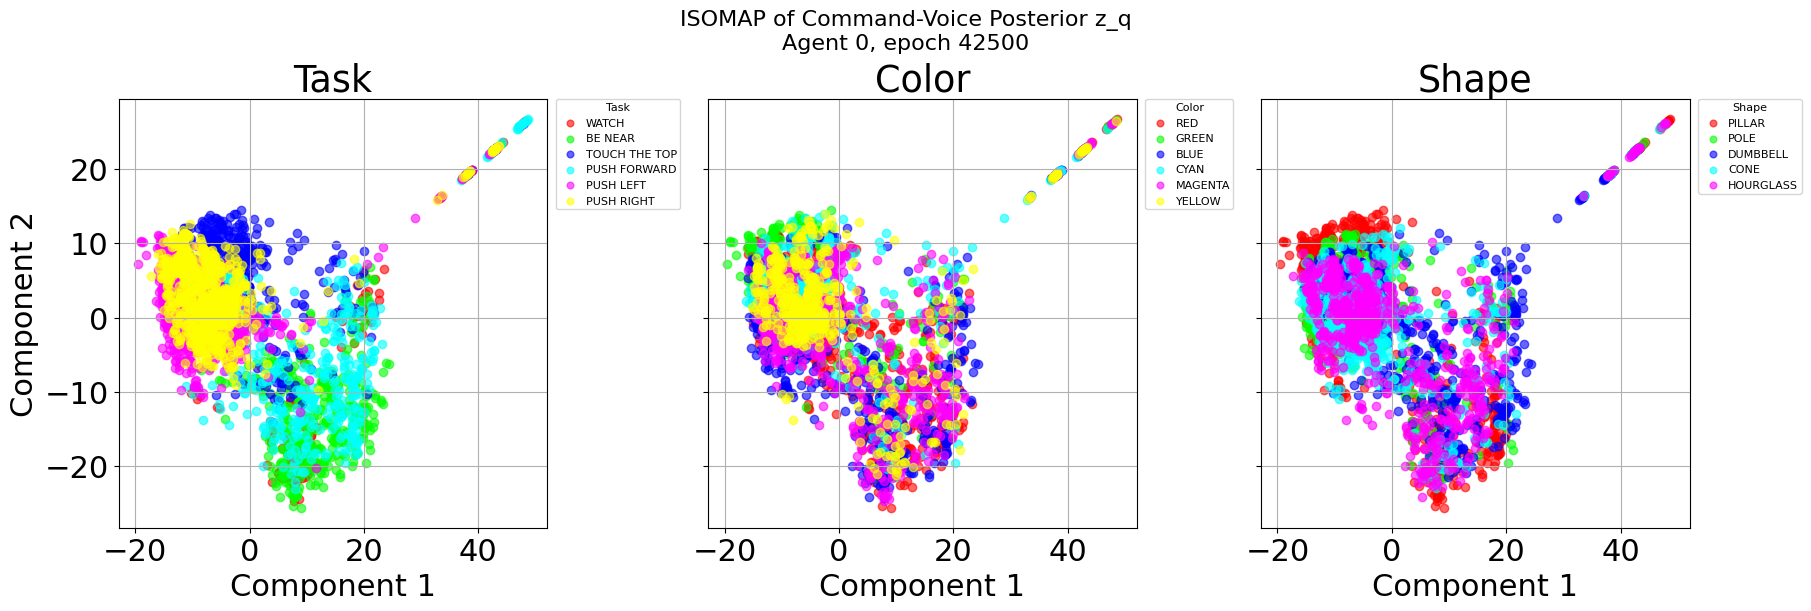 ISOMAP of Command-Voice Posterior z_q
Agent 0, epoch 42500
Task
Color
Shape
Task
WATCH
BE NEAR
TOUCH THE TOP
PUSH FORWARD
PUSH LEFT
PUSH RIGHT
Color
RED
GREEN
BLUE
CYAN
MAGENTA
YELLOW
Shape
PILLAR
POLE
DUMBBELL
CONE
HOURGLASS
Component 2
20
10
0
−10
−20
−20 0 20 40
−20 0 20 40
−20 0 20 40
Component 1
Component 1
Component 1